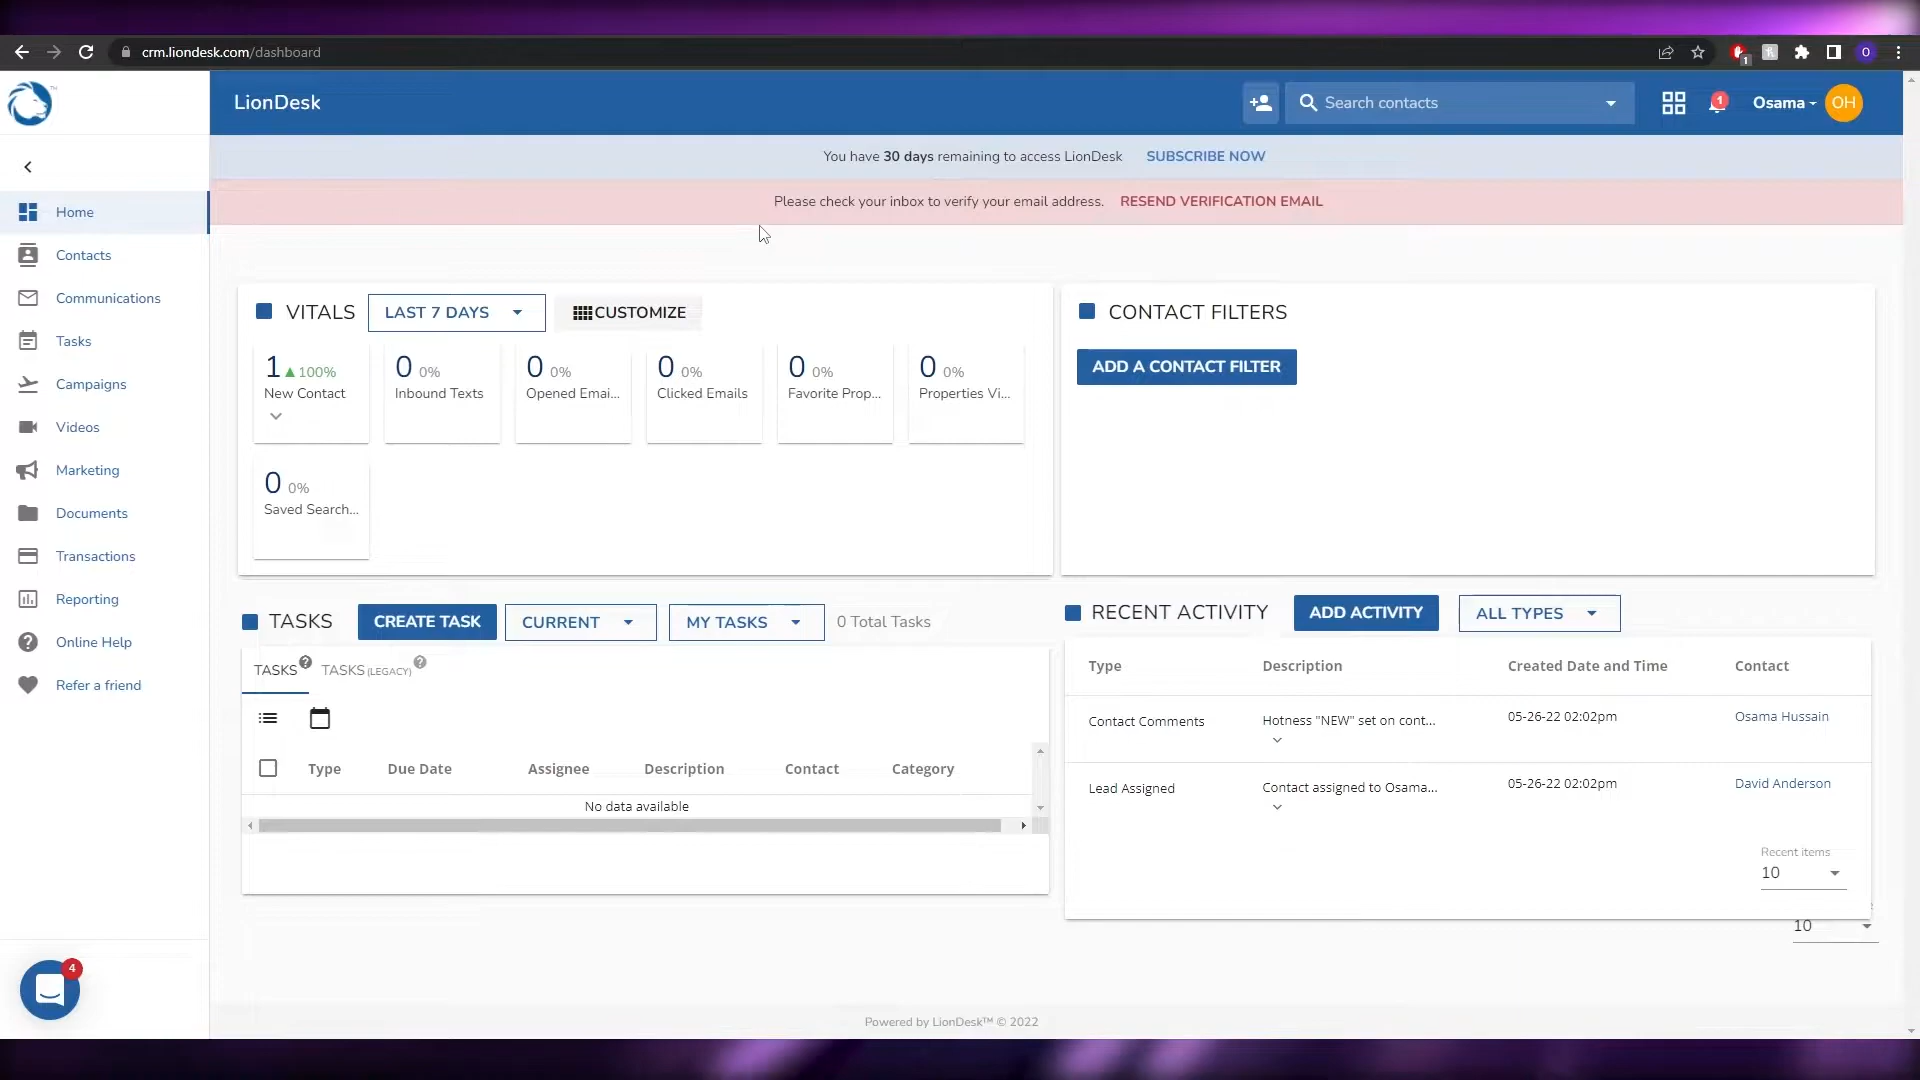 crm.liondesk.com/dashboard
1
O
LionDesk
Search contacts
1
Osama
OH
You have 30 days remaining to access LionDesk SUBSCRIBE NOW
Please check your inbox to verify your email address. RESEND VERIFICATION EMAIL
Home
Contacts
Communications
Tasks
Campaigns
Videos
Marketing
Documents
Transactions
Reporting
Online Help
Refer a friend
4
VITALS LAST 7 DAYS CUSTOMIZE
1 100%
New Contact
0 0%
Inbound Texts
0 0%
Opened Emai...
0 0%
Clicked Emails
0 0%
Favorite Prop...
0 0%
Properties Vi...
0 0%
Saved Search...
CONTACT FILTERS
ADD A CONTACT FILTER
TASKS CREATE TASK CURRENT MY TASKS 0 Total Tasks
TASKS ? TASKS (LEGACY) ?
Type Due Date Assignee Description Contact Category
No data available
RECENT ACTIVITY ADD ACTIVITY ALL TYPES
Type Description Created Date and Time Contact
Contact Comments Hotness "NEW" set on cont... 05-26-22 02:02pm Osama Hussain
Lead Assigned Contact assigned to Osama... 05-26-22 02:02pm David Anderson
Recent items
10
10
Powered by LionDesk™ © 2022